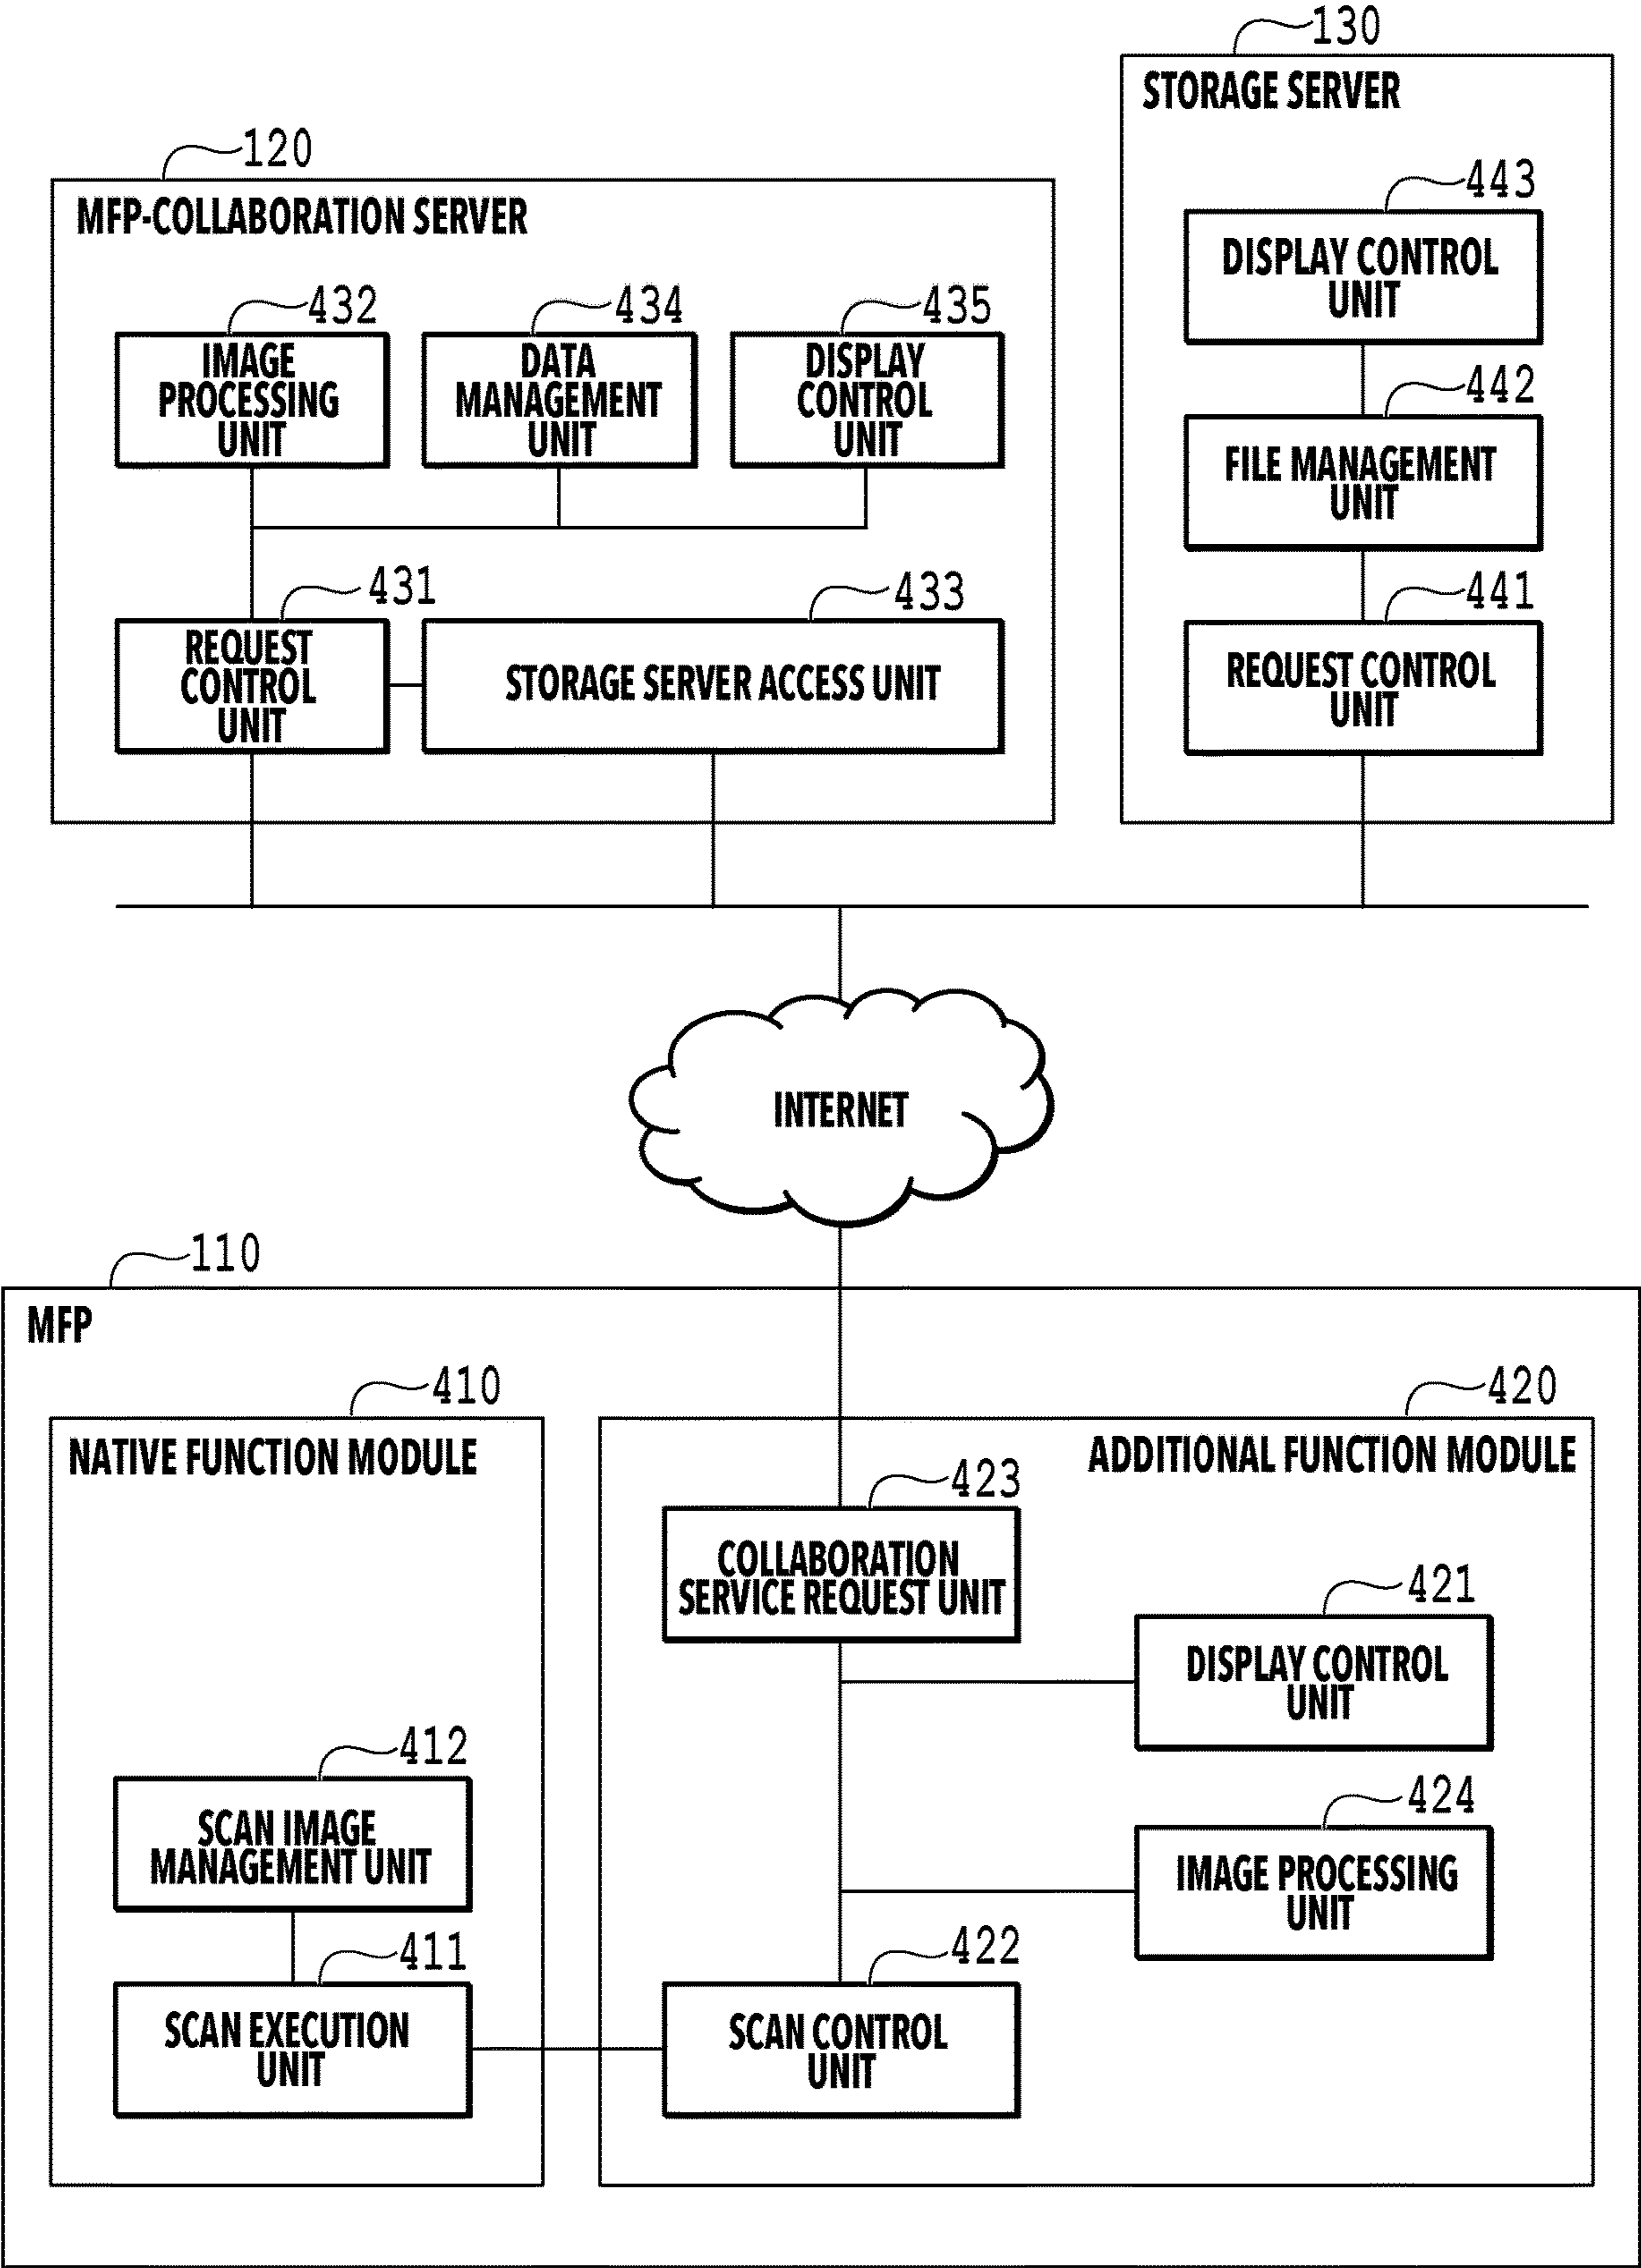 130
STORAGE SERVER
120
MFP-COLLABORATION SERVER
443
DISPLAY CONTROL
UNIT
432
IMAGE
PROCESSING
UNIT
434
DATA
MANAGEMENT
UNIT
435
DISPLAY
CONTROL
UNIT
442
FILE MANAGEMENT
UNIT
431
REQUEST
CONTROL
UNIT
433
STORAGE SERVER ACCESS UNIT
441
REQUEST CONTROL
UNIT
INTERNET
110
MFP
410
NATIVE FUNCTION MODULE
420
ADDITIONAL FUNCTION MODULE
423
COLLABORATION
SERVICE REQUEST UNIT
421
DISPLAY CONTROL
UNIT
412
SCAN IMAGE
MANAGEMENT UNIT
424
IMAGE PROCESSING
UNIT
411
SCAN EXECUTION
UNIT
422
SCAN CONTROL
UNIT